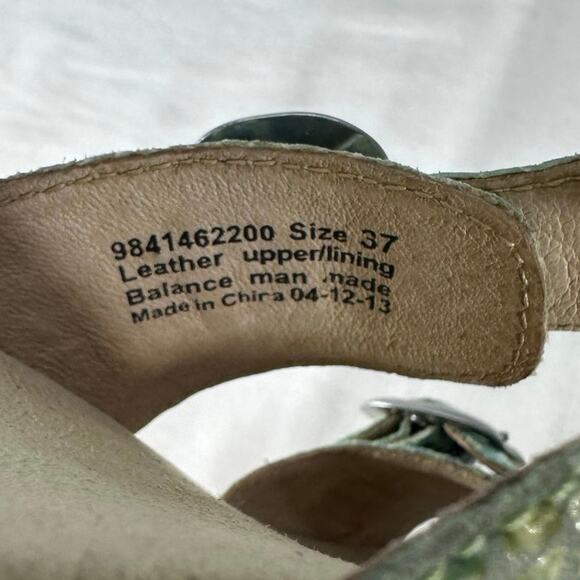 9841462200 Size 37
Leather upper/lining
Balance man made
Made in China 04-12-13